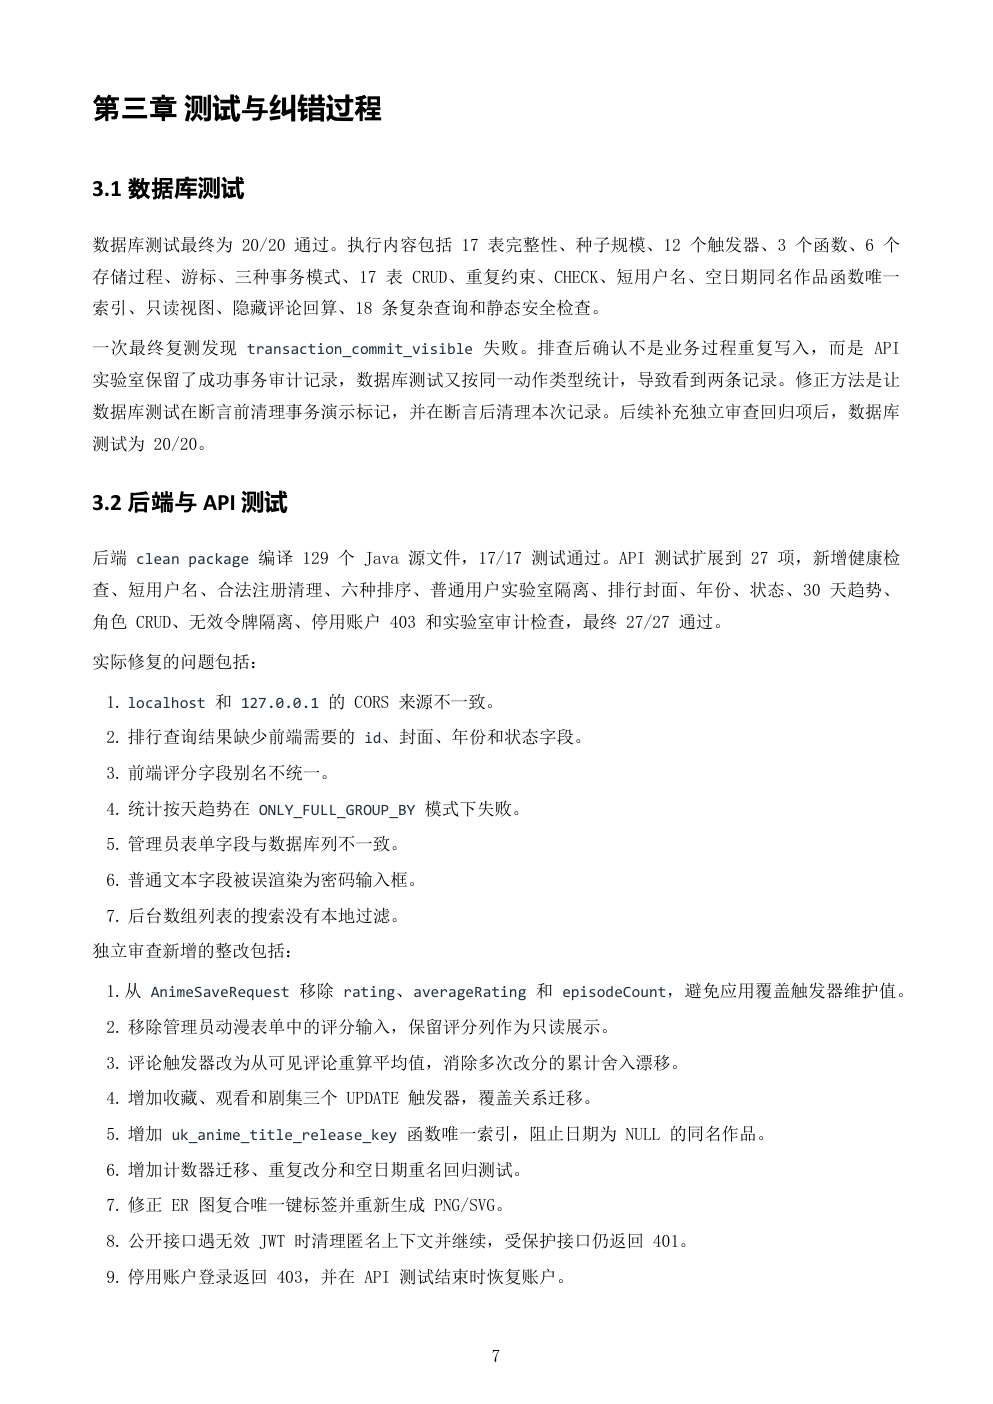 第三章 测试与纠错过程
3.1 数据库测试
数据库测试最终为 20/20 通过。执行内容包括 17 表完整性、种子规模、12 个触发器、3 个函数、6 个
存储过程、游标、三种事务模式、17 表 CRUD、重复约束、CHECK、短用户名、空日期同名作品函数唯一
索引、只读视图、隐藏评论回算、18 条复杂查询和静态安全检查。
一次最终复测发现 transaction_commit_visible 失败。排查后确认不是业务过程重复写入，而是 API
实验室保留了成功事务审计记录，数据库测试又按同一动作类型统计，导致看到两条记录。修正方法是让
数据库测试在断言前清理事务演示标记，并在断言后清理本次记录。后续补充独立审查回归项后，数据库
测试为 20/20。
3.2 后端与 API 测试
后端 clean package 编译 129 个 Java 源文件，17/17 测试通过。API 测试扩展到 27 项，新增健康检
查、短用户名、合法注册清理、六种排序、普通用户实验室隔离、排行封面、年份、状态、30 天趋势、
角色 CRUD、无效令牌隔离、停用账户 403 和实验室审计检查，最终 27/27 通过。
实际修复的问题包括：
1. localhost 和 127.0.0.1 的 CORS 来源不一致。
2. 排行查询结果缺少前端需要的 id、封面、年份和状态字段。
3. 前端评分字段别名不统一。
4. 统计按天趋势在 ONLY_FULL_GROUP_BY 模式下失败。
5. 管理员表单字段与数据库列不一致。
6. 普通文本字段被误渲染为密码输入框。
7. 后台数组列表的搜索没有本地过滤。
独立审查新增的整改包括：
1. 从 AnimeSaveRequest 移除 rating、averageRating 和 episodeCount，避免应用覆盖触发器维护值。
2. 移除管理员动漫表单中的评分输入，保留评分列作为只读展示。
3. 评论触发器改为从可见评论重算平均值，消除多次改分的累计舍入漂移。
4. 增加收藏、观看和剧集三个 UPDATE 触发器，覆盖关系迁移。
5. 增加 uk_anime_title_release_key 函数唯一索引，阻止日期为 NULL 的同名作品。
6. 增加计数器迁移、重复改分和空日期重名回归测试。
7. 修正 ER 图复合唯一键标签并重新生成 PNG/SVG。
8. 公开接口遇无效 JWT 时清理匿名上下文并继续，受保护接口仍返回 401。
9. 停用账户登录返回 403，并在 API 测试结束时恢复账户。
7